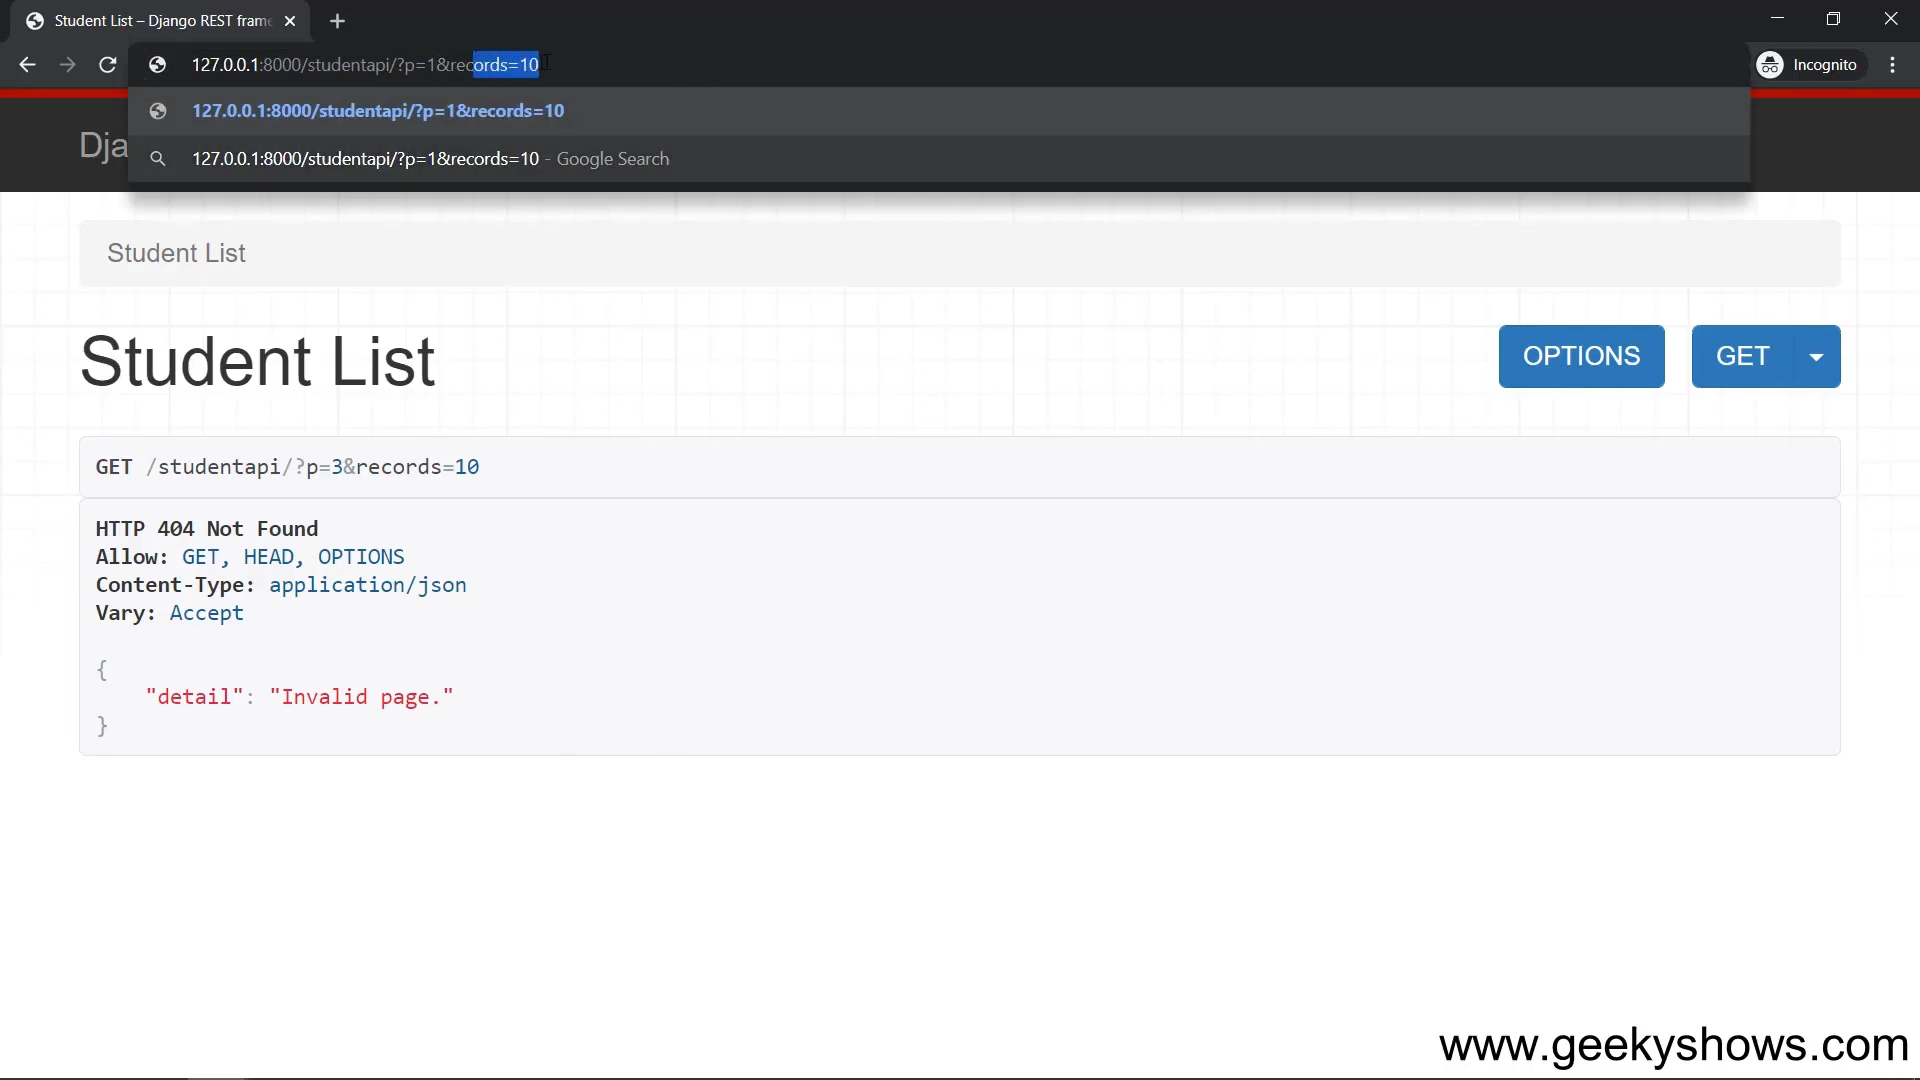 Student List – Django REST frame
127.0.0.1:8000/studentapi/?p=1&records=10
Incognito
127.0.0.1:8000/studentapi/?p=1&records=10
127.0.0.1:8000/studentapi/?p=1&records=10 - Google Search
Dja
Student List
Student List
OPTIONS
GET
GET /studentapi/?p=3&records=10
HTTP 404 Not Found
Allow: GET, HEAD, OPTIONS
Content-Type: application/json
Vary: Accept
{
"detail": "Invalid page."
}
www.geekyshows.com